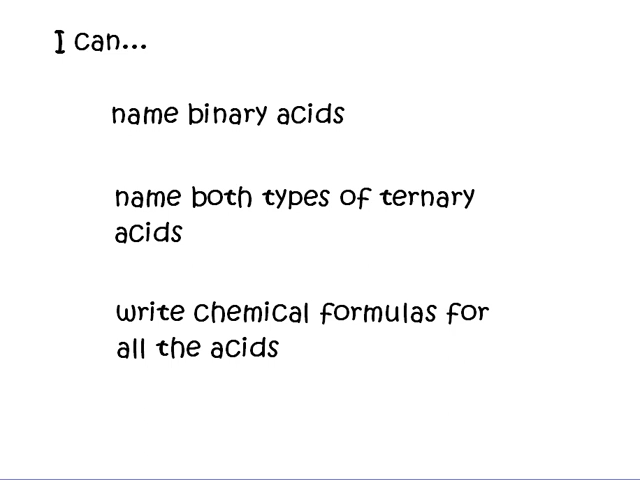 I can...
name binary acids
name both types of ternary
acids
write chemical formulas for
all the acids